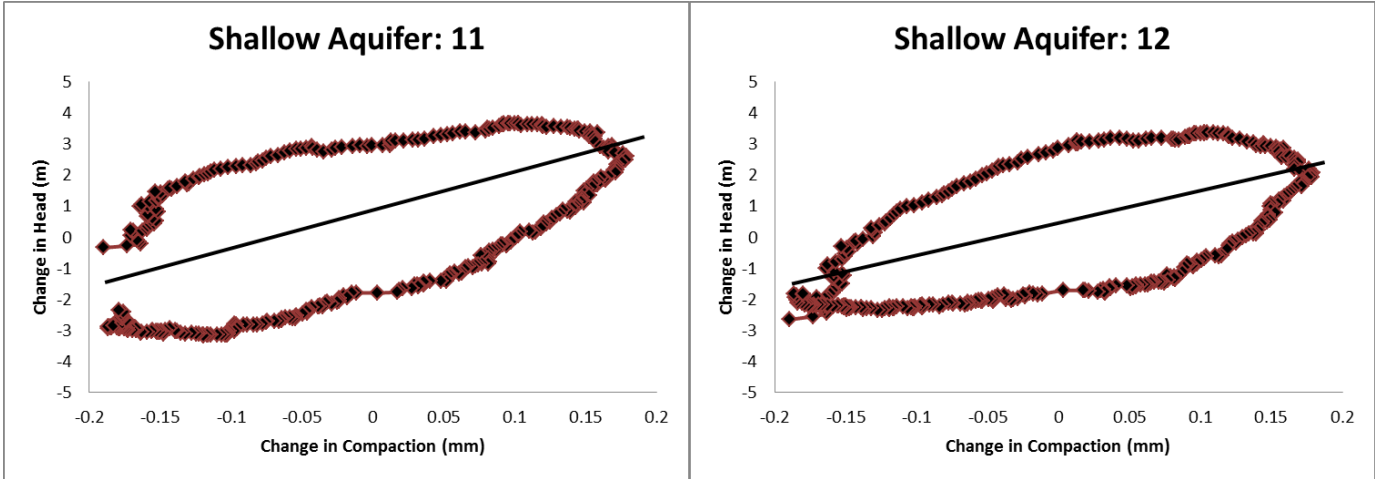 Shallow Aquifer: 11
5
4
3
2
1
0
-1
-2
-3
-4
-5
Change in Head (m)
-0.2 -0.15 -0.1 -0.05 0 0.05 0.1 0.15 0.2
Change in Compaction (mm)
Shallow Aquifer: 12
5
4
3
2
1
0
-1
-2
-3
-4
-5
Change in Head (m)
-0.2 -0.15 -0.1 -0.05 0 0.05 0.1 0.15 0.2
Change in Compaction (mm)